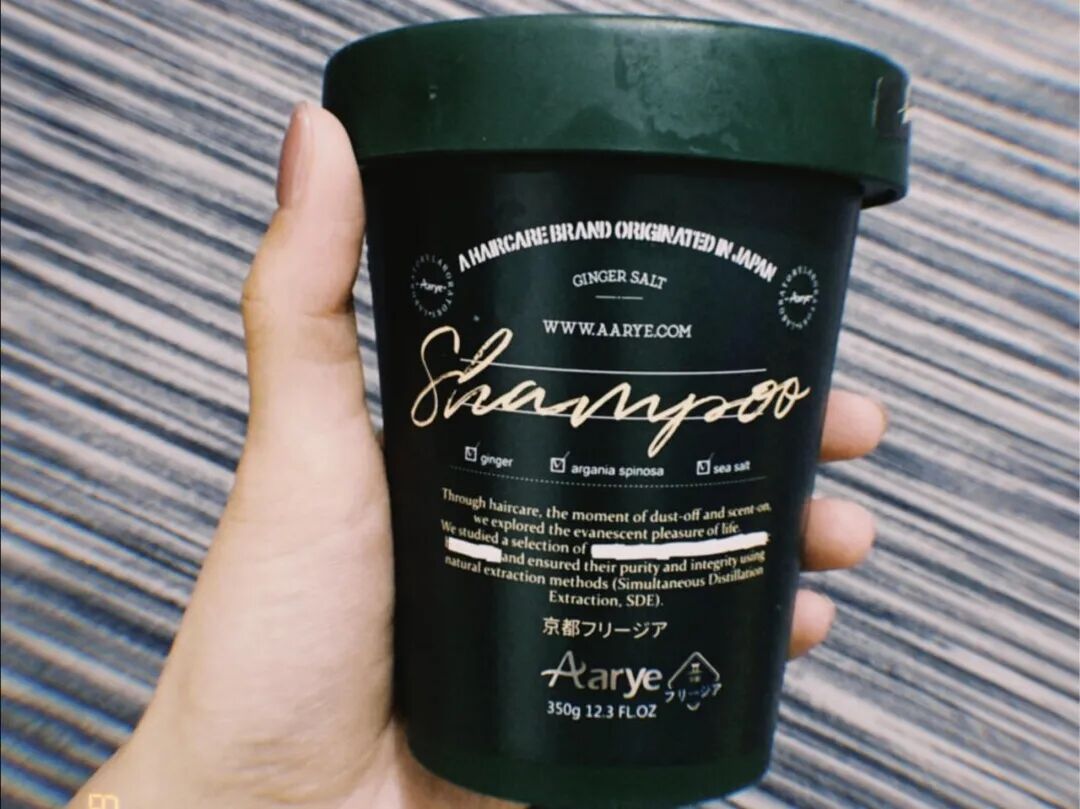 A HAIRCARE BRAND ORIGINATED IN JAPAN
GINGER SALT
Aarye
Aarye
WWW.AARYE.COM
Shampoo
ginger
argania spinosa
sea salt
Through haircare, the moment of dust-off and scent-on,
we explored the evanescent pleasure of life.
We studied a selection of
and ensured their purity and integrity using
natural extraction methods (Simultaneous Distillation
Extraction, SDE).
京都フリージア
Aarye
フリージア
350g 12.3 FL.OZ